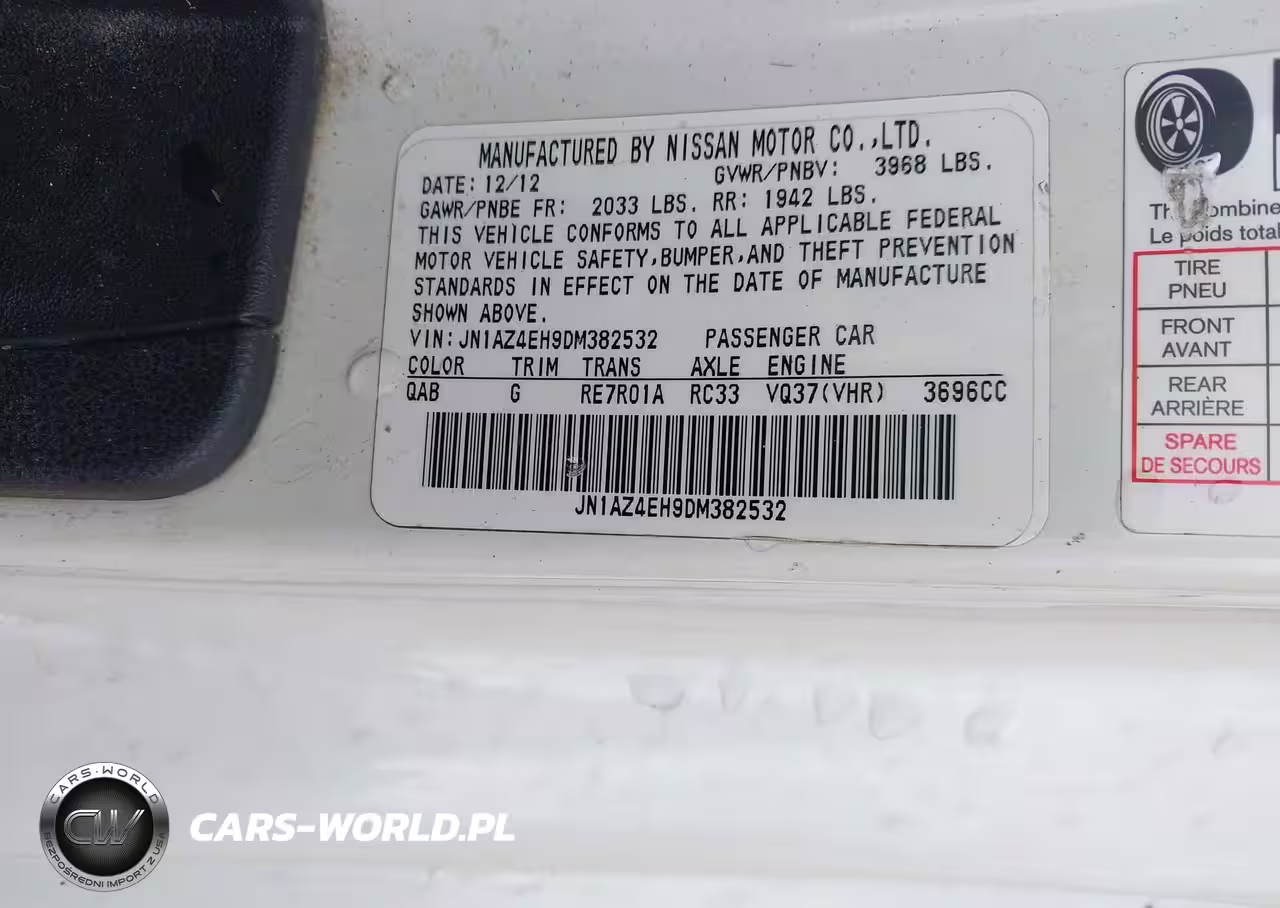 MANUFACTURED BY NISSAN MOTOR CO.,LTD.
DATE: 12/12 GVWR/PNBV: 3968 LBS.
GAWR/PNBE FR: 2033 LBS. RR: 1942 LBS.
THIS VEHICLE CONFORMS TO ALL APPLICABLE FEDERAL
MOTOR VEHICLE SAFETY,BUMPER,AND THEFT PREVENTION
STANDARDS IN EFFECT ON THE DATE OF MANUFACTURE
SHOWN ABOVE.
VIN: JN1AZ4EH9DM382532 PASSENGER CAR
COLOR TRIM TRANS AXLE ENGINE
QAB G RE7R01A RC33 VQ37(VHR) 3696CC
JN1AZ4EH9DM382532
Le poids total
TIRE
PNEU
FRONT
AVANT
REAR
ARRIÈRE
SPARE
DE SECOURS
CARS-WORLD
CW
BEZPOŚREDNI IMPORT Z USA
CARS-WORLD.PL